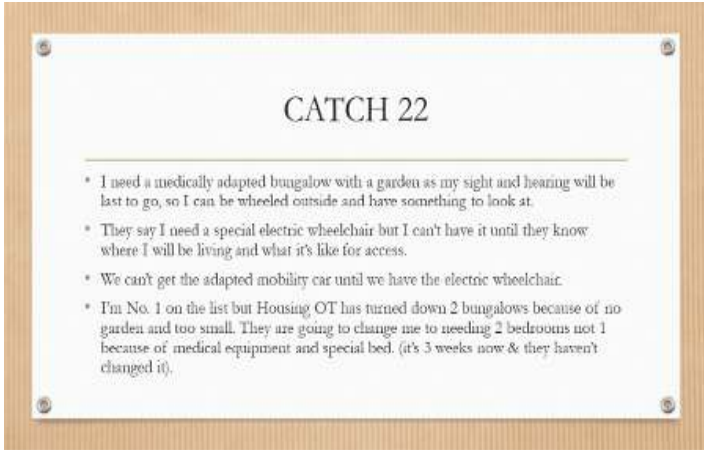 CATCH 22
• I need a medically adapted bungalow with a garden as my sight and hearing will be
last to go, so I can be wheeled outside and have something to look at.
• They say I need a special electric wheelchair but I can't have it until they know
where I will be living and what it's like for access.
• We can't get the adapted mobility car until we have the electric wheelchair.
• I'm No. 1 on the list but Housing OT has turned down 2 bungalows because of no
garden and too small. They are going to change me to needing 2 bedrooms not 1
because of medical equipment and special bed. (it's 3 weeks now & they haven't
changed it).